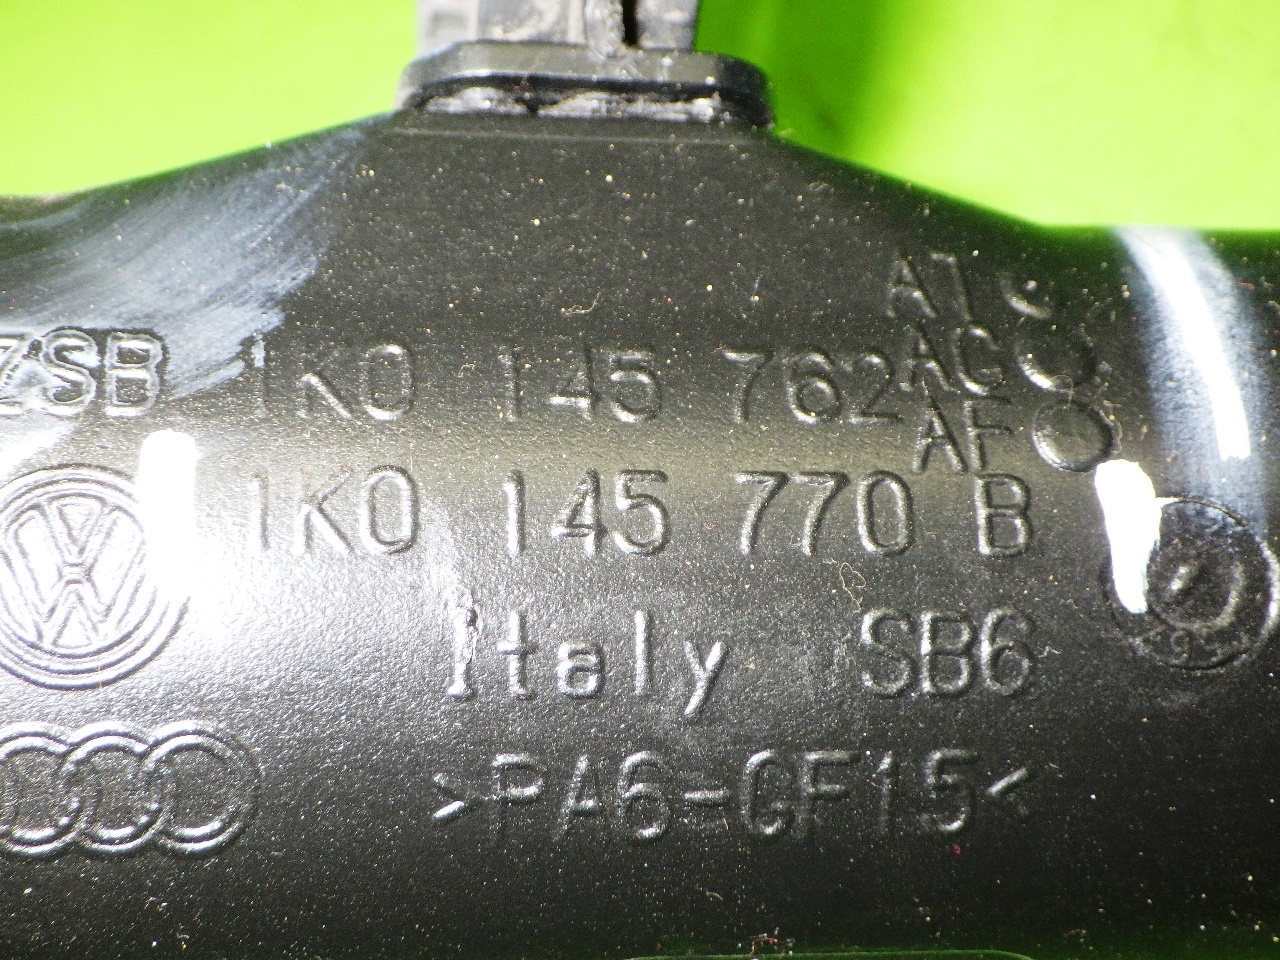 AT
ZSB 1K0 145 762 AC
AF
1K0 145 770 B
Italy SB6
>PA6-GF15<